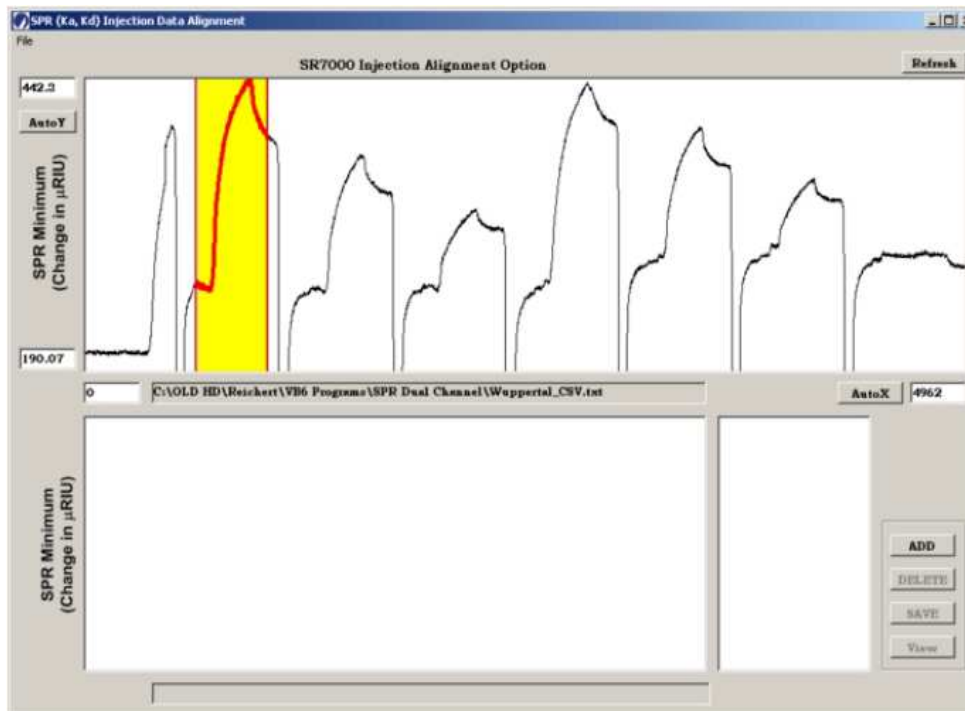 SPR (Ka, Kd) Injection Data Alignment
File
SR7000 Injection Alignment Option
Refresh
442.3
AutoY
SPR Minimum
(Change in µRIU)
190.07
0
C:\OLD HD\Reichert\VB6 Programs\SPR Dual Channel\Wuppertal_CSV.txt
AutoX
4962
SPR Minimum
(Change in µRIU)
ADD
DELETE
SAVE
View